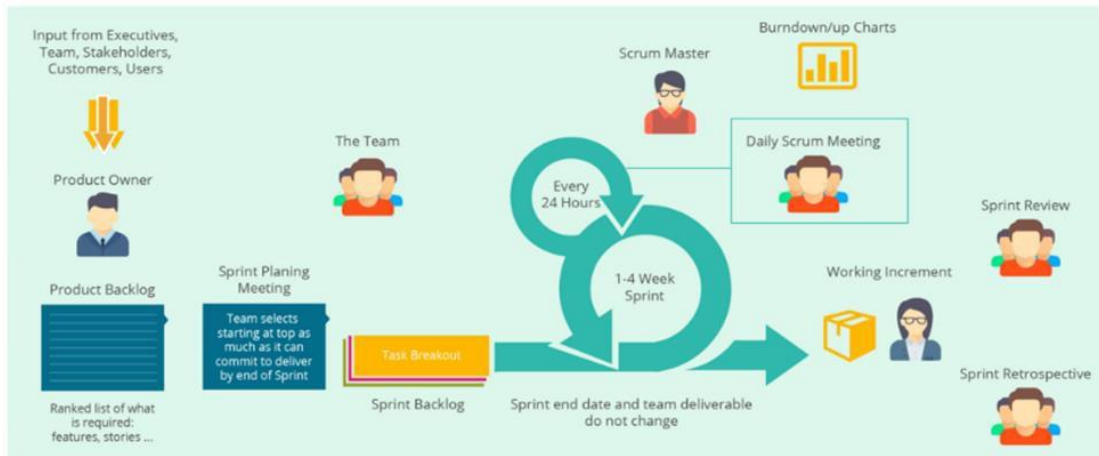 Input from Executives,
Team, Stakeholders,
Customers, Users
Product Owner
Product Backlog
Ranked list of what
is required:
features, stories ...
The Team
Sprint Planing
Meeting
Team selects
starting at top as
much as it can
commit to deliver
by end of Sprint
Task Breakout
Sprint Backlog
Scrum Master
Burndown/up Charts
Daily Scrum Meeting
Every
24 Hours
1-4 Week
Sprint
Sprint end date and team deliverable
do not change
Working Increment
Sprint Review
Sprint Retrospective